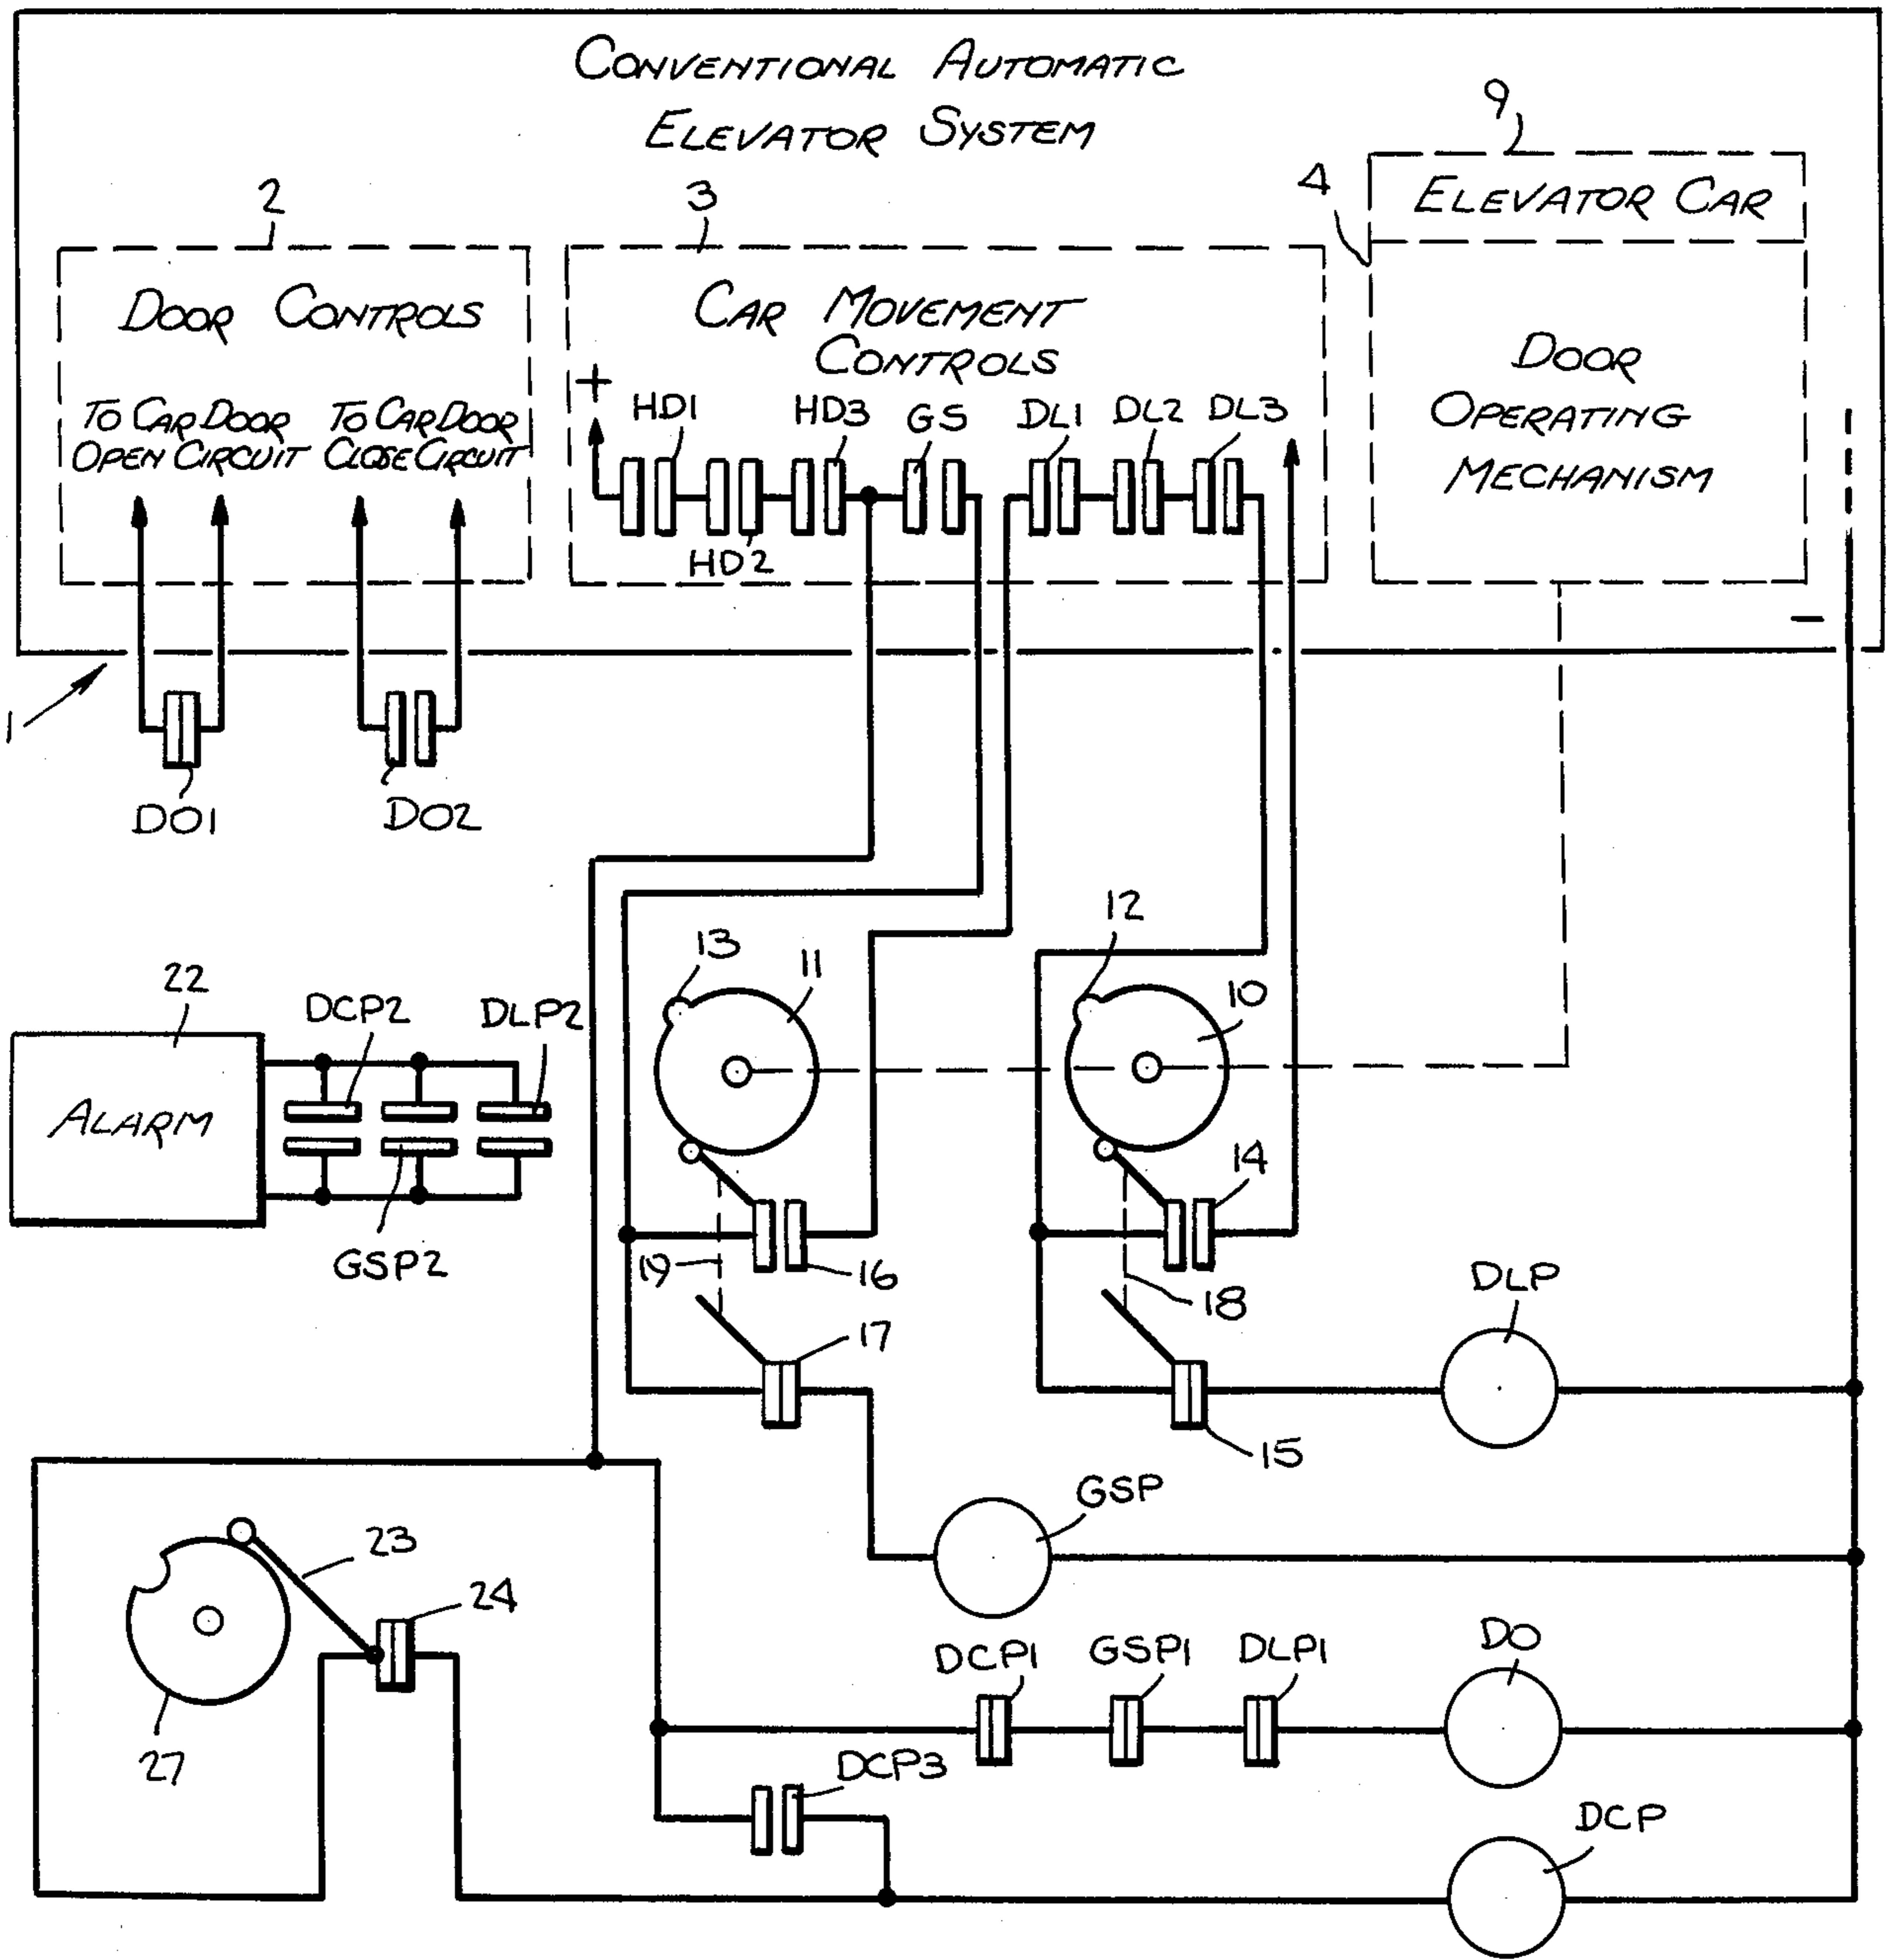 CONVENTIONAL AUTOMATIC
ELEVATOR SYSTEM
9
2
3
4
ELEVATOR CAR
DOOR CONTROLS
TO CAR DOOR
OPEN CIRCUIT
TO CAR DOOR
CLOSE CIRCUIT
CAR MOVEMENT
CONTROLS
+
HD1
HD2
HD3
GS
DL1
DL2
DL3
DOOR
OPERATING
MECHANISM
−
1
DO1
DO2
13
11
12
10
22
DCP2
DLP2
ALARM
GSP2
14
19
16
18
DLP
17
15
GSP
23
24
27
DCP1
GSP1
DLP1
DO
DCP3
DCP